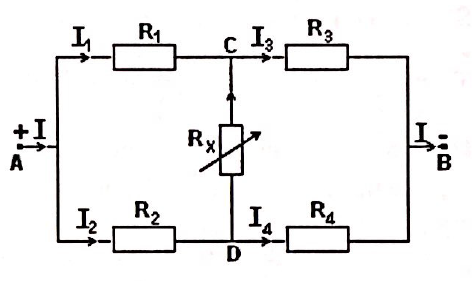 I₁ R₁ C I₃ R₃
+ I Rₓ I -
A B
I₂ R₂ I₄ R₄
D